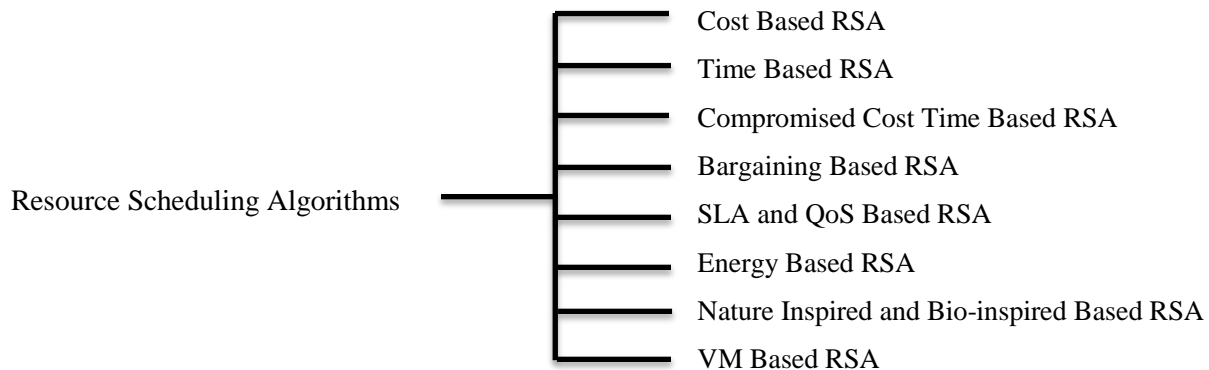 Cost Based RSA
Time Based RSA
Compromised Cost Time Based RSA
Bargaining Based RSA
Resource Scheduling Algorithms
SLA and QoS Based RSA
Energy Based RSA
Nature Inspired and Bio-inspired Based RSA
VM Based RSA